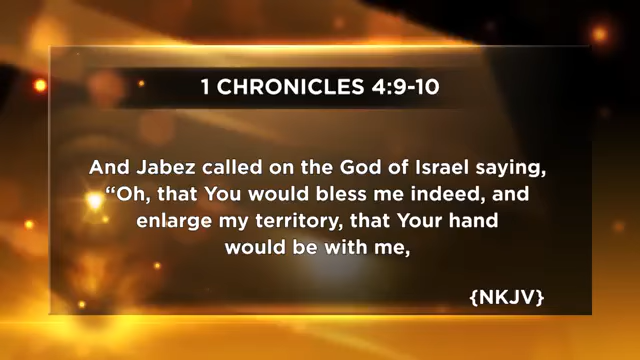 1 CHRONICLES 4:9-10
And Jabez called on the God of Israel saying,
“Oh, that You would bless me indeed, and
enlarge my territory, that Your hand
would be with me,
{NKJV}